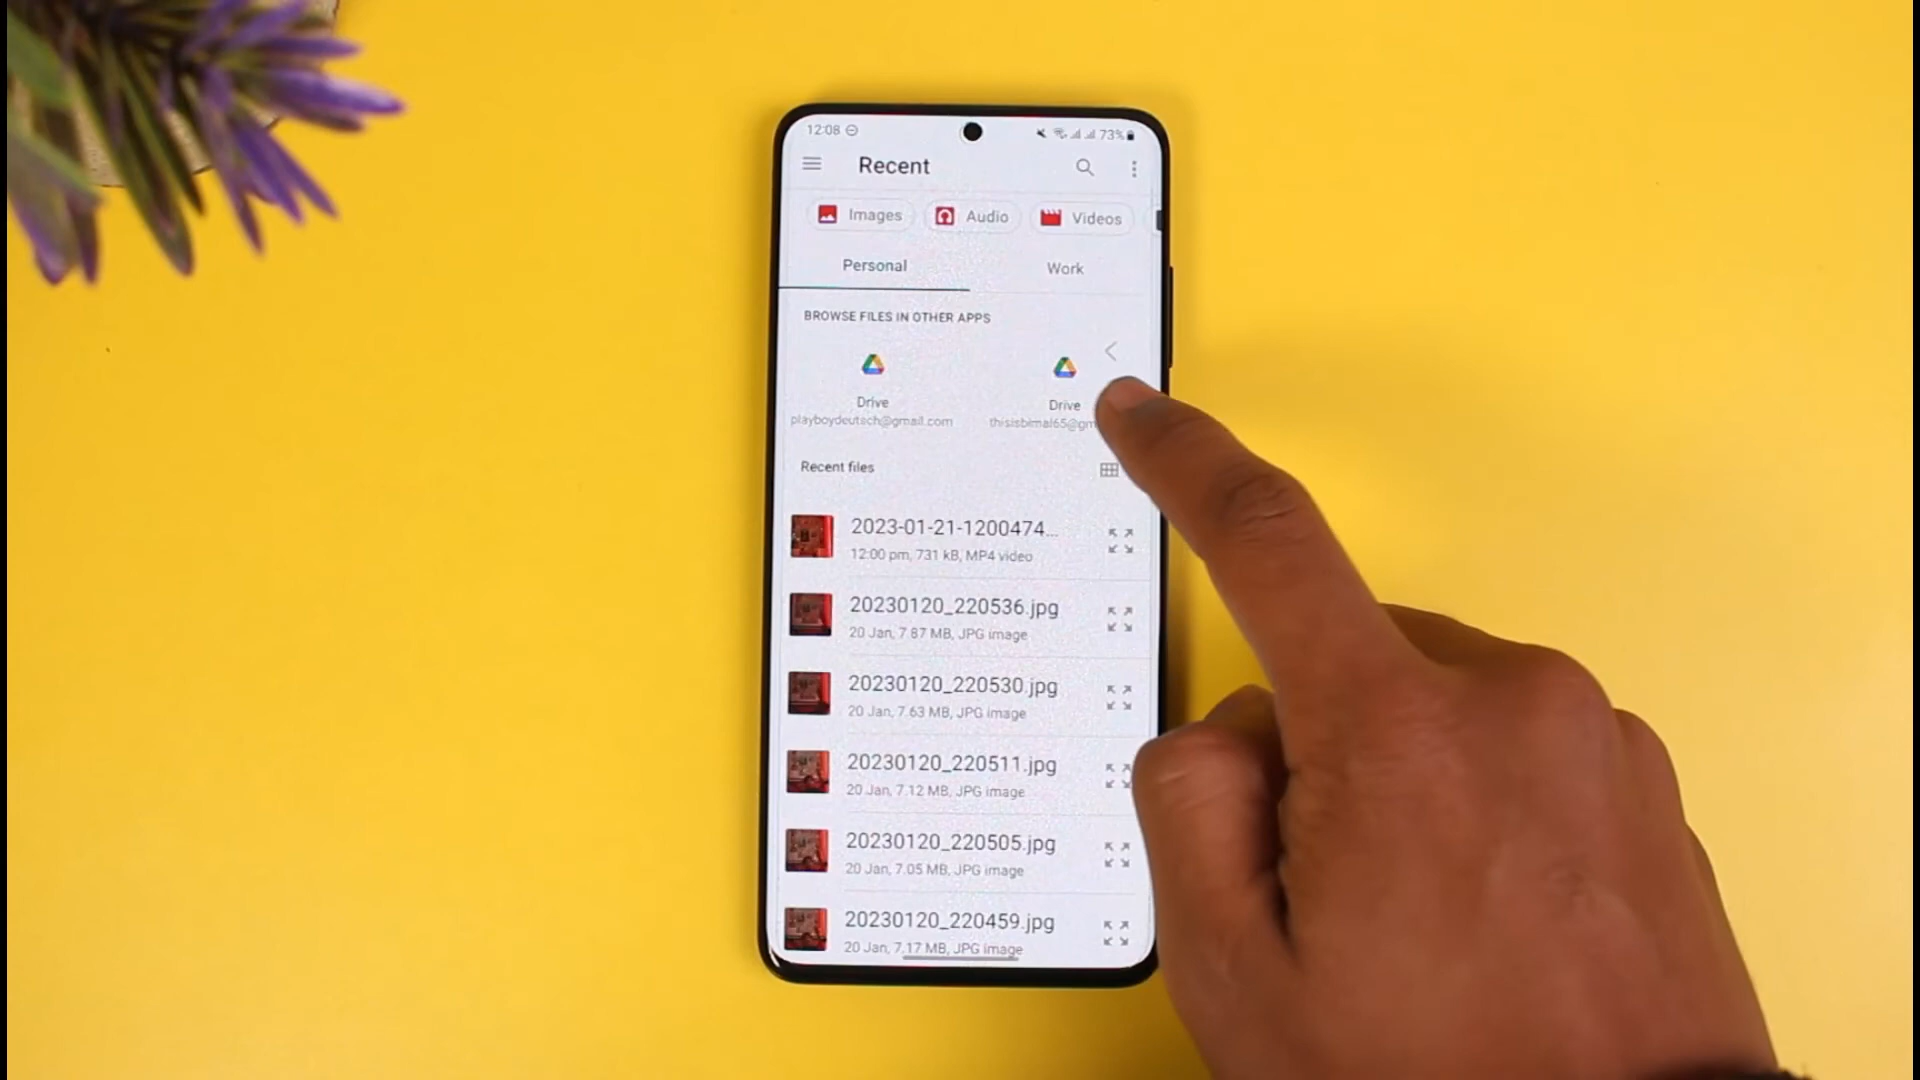 12:08 73%
Recent
Images Audio Videos
Personal Work
BROWSE FILES IN OTHER APPS
Drive Drive
playboydeutech@gmail.com thisisbimal65@gm
Recent files
2023-01-21-1200474...
12:00 pm, 731 kB, MP4 video
20230120_220536.jpg
20 Jan, 7.87 MB, JPG image
20230120_220530.jpg
20 Jan, 7.63 MB, JPG image
20230120_220511.jpg
20 Jan, 7.12 MB, JPG image
20230120_220505.jpg
20 Jan, 7.05 MB, JPG image
20230120_220459.jpg
20 Jan, 7.17 MB, JPG image